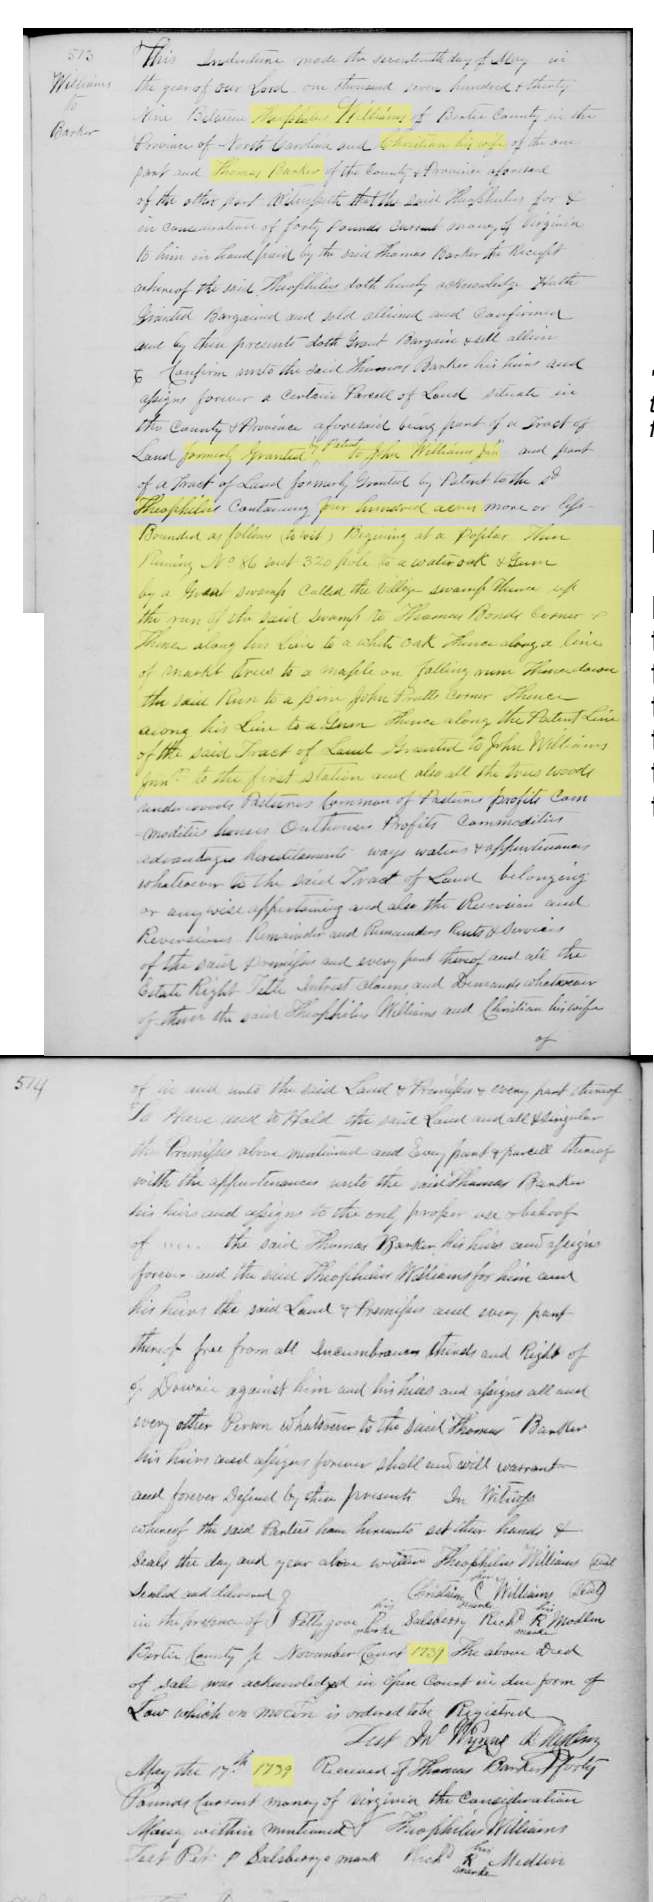 513
Williams
to
Barker
This Indenture made the seventeenth day of May in
the year of our Lord one thousand seven hundred & thirty
Nine Between Theophilus Williams of Bertie County in the
Province of North Carolina and Christian his wife of the one
part and Thomas Barker of the County & Province aforesaid
of the other part Witnesseth that the said Theophilus for &
in consideration of forty Pounds Current money of Virginia
to him in hand paid by the said Thomas Barker the Receipt
whereof the said Theophilus doth hereby acknowledge Hath
Granted Bargained and sold aliened and Confirmed
and by these presents doth Grant Bargain & sell alien
& Confirm unto the said Thomas Barker his heirs and
assigns forever a Certain Parcel of Land situate in
the County & Province aforesaid being part of a Tract of
Land formerly Granted by Patent to John Williams Junr and part
of a Tract of Land formerly Granted by Patent to the sd
Theophilus Containing four hundred acres more or less
Bounded as follows (to wit) Begining at a Poplar Then
Runing No 86 west 320 pole to a water oak & Gum
by a Great swamp Called the Village swamp thence up
the run of the said swamp to Thomas Bonds Corner &
Thence along his Line to a white oak Thence along a line
of markt trees to a maple on falling run Thence down
the said Run to a pine John Pratts Corner Thence
along his Line to a Gum Thence along the Patent Line
of the said Tract of Land Granted to John Williams
Junr to the first station and also all the trees woods
underwoods Pastures Common of Pastures profits Com
modities houses Outhouses Profits Commodities
advantages hereditements ways waters & appurtenances
whatsoever to the said Tract of Land belonging
or anywise appertaining and also the Reversion and
Reversions Remainder and Remainders Rents & Services
of the said premisses and every part thereof and all the
Estate Right Title Interest claims and Demands whatsoever
of them the said Theophilus Williams and Christian his wife
of
514
of in and unto the said Land & Premisses & every part thereof
To Have and to Hold the said Land and all & singular
the Premisses above mentioned and Every part & parcell thereof
with the appurtenances unto the said Thomas Barker
his heirs and assigns to the only proper use & behoof
of .... the said Thomas Barker his heirs and assigns
forever and the said Theophilus Williams for him and
his heirs the said Land & Premisses and every part
thereof free from all Incumbrances thirds and Right of
of Dowrie against him and his heirs and assigns all and
every other Person whatsoever to the said Thomas Barker
his heirs and assigns forever shall and will warrant
and forever Defend by these presents In Witness
whereof the said Parties have hereunto set their hands &
Seals the day and year above written Theophilus Williams (Seal)
Sealed and delivered } Christian C her marke Williams (Seal)
in the presence of } Pettygove P his marke Salsberry Richd R his marke Modlin
Bertie County Sc November Court 1739 The above Deed
of sale was acknowledged in Open Court in due form of
Law which on motion is ordered to be Registred
Test Jno Wynns
May the 17th 1739 Received of Thomas Barker forty
Pounds Current money of Virginia the Consideration
Money within mentioned Theophilus Williams
Test Pet P Salsberrys mark Richd R his marke Medlin